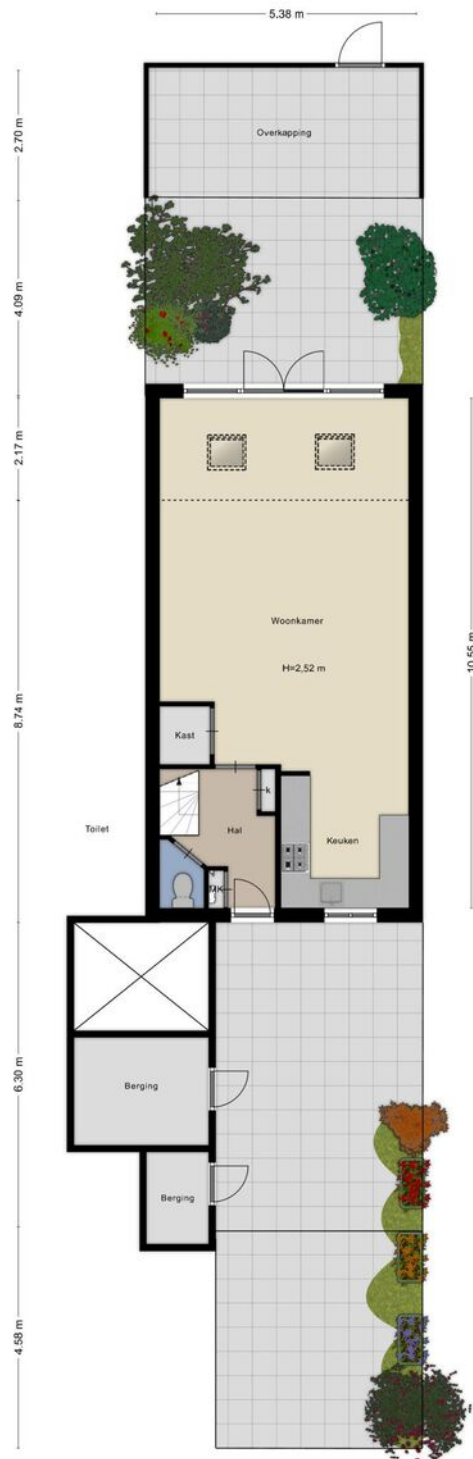 5.38 m
2.70 m
Overkapping
4.09 m
2.17 m
Woonkamer
10.55 m
H=2,52 m
8.74 m
Kast
k
Toilet
Hal
Keuken
MK
6.30 m
Berging
Berging
4.58 m